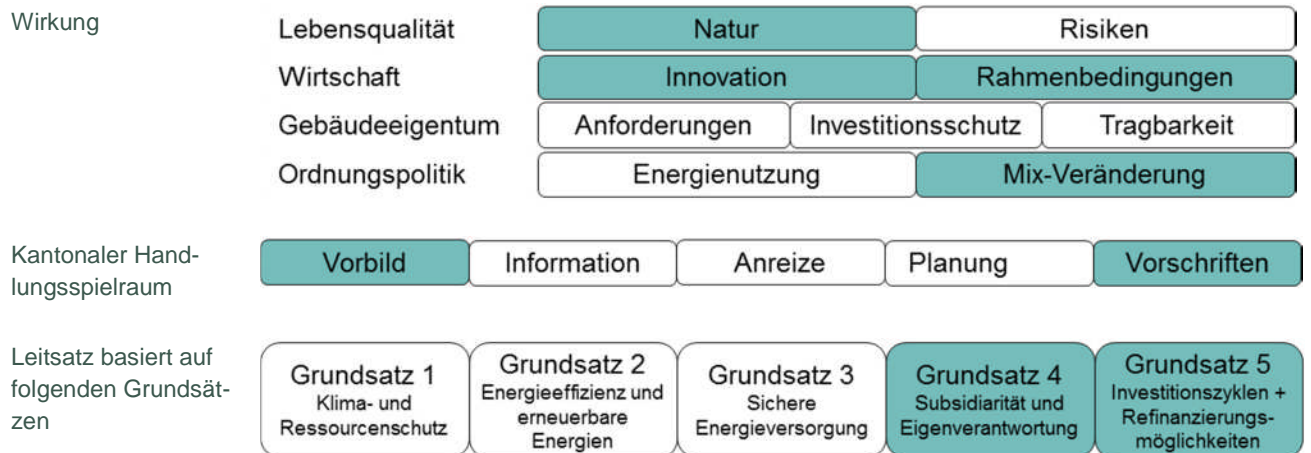 Wirkung
Lebensqualität Natur Risiken
Wirtschaft Innovation Rahmenbedingungen
Gebäudeeigentum Anforderungen Investitionsschutz Tragbarkeit
Ordnungspolitik Energienutzung Mix-Veränderung
Kantonaler Hand-
lungsspielraum
Vorbild Information Anreize Planung Vorschriften
Leitsatz basiert auf
folgenden Grundsät-
zen
Grundsatz 1
Klima- und
Ressourcenschutz
Grundsatz 2
Energieeffizienz und
erneuerbare
Energien
Grundsatz 3
Sichere
Energieversorgung
Grundsatz 4
Subsidiarität und
Eigenverantwortung
Grundsatz 5
Investitionszyklen +
Refinanzierungs-
möglichkeiten